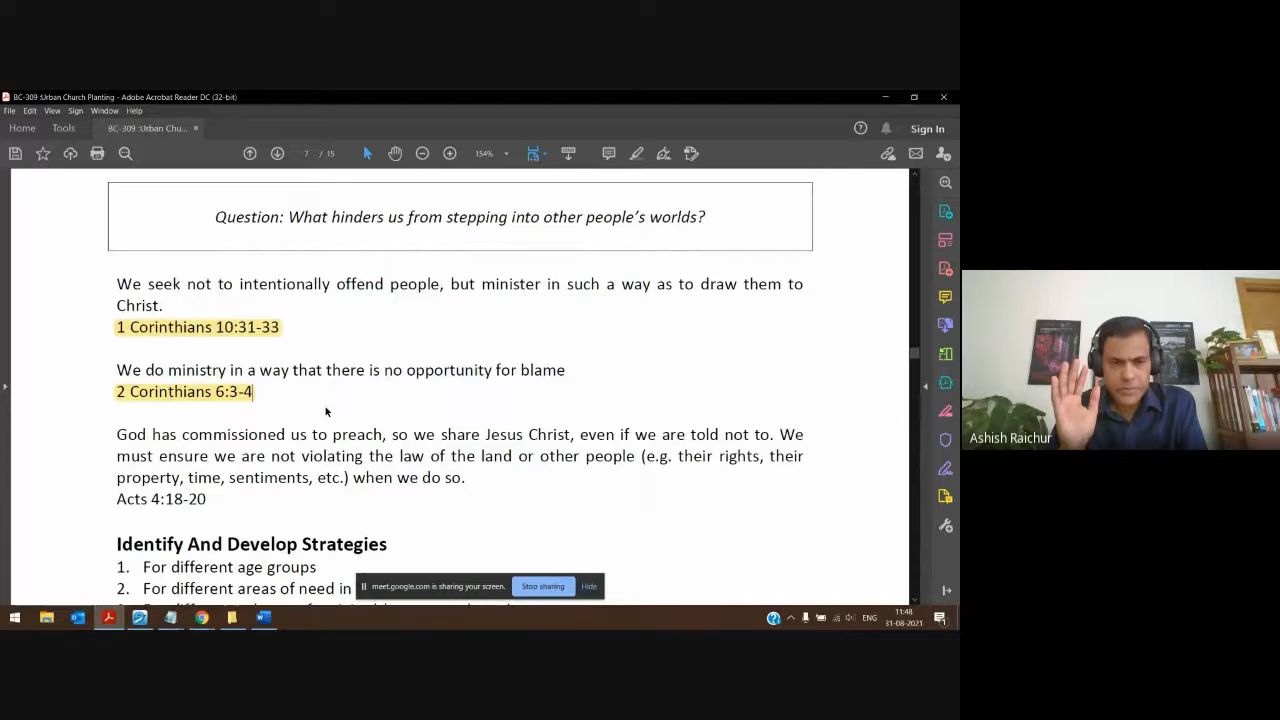 BC-309 :Urban Church Planting - Adobe Acrobat Reader DC (32-bit)
File Edit View Sign Window Help
Home Tools BC-309 :Urban Chu... × Sign In
7 / 15 154%
Question: What hinders us from stepping into other people's worlds?
We seek not to intentionally offend people, but minister in such a way as to draw them to
Christ.
1 Corinthians 10:31-33
We do ministry in a way that there is no opportunity for blame
2 Corinthians 6:3-4
Ashish Raichur
God has commissioned us to preach, so we share Jesus Christ, even if we are told not to. We
must ensure we are not violating the law of the land or other people (e.g. their rights, their
property, time, sentiments, etc.) when we do so.
Acts 4:18-20
Identify And Develop Strategies
1. For different age groups
2. For different areas of need in
meet.google.com is sharing your screen. Stop sharing Hide
ENG
11:48
31-08-2021